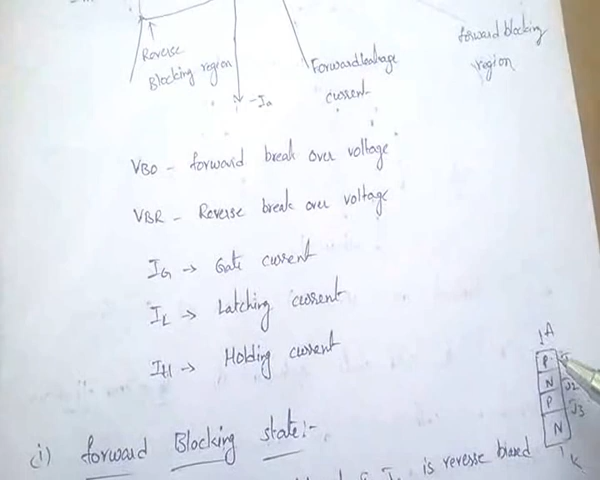 Reverse
Blocking region
-Ia
Forward leakage
current
forward blocking
region
VBO - forward break over voltage
VBR - Reverse break over voltage
IG → Gate current
IL → Latching current
IH → Holding current
A
P
N J2
P J3
N
K
(i) forward Blocking state:-
is reverse biased